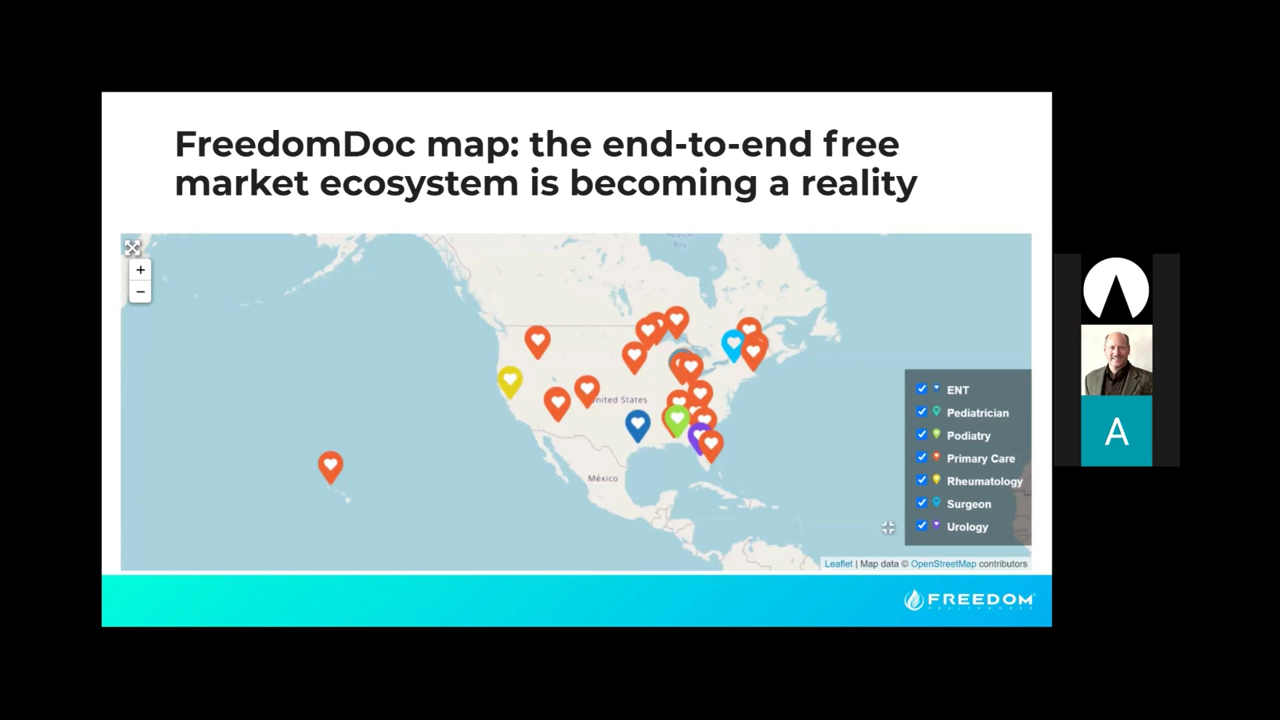 FreedomDoc map: the end-to-end free
market ecosystem is becoming a reality
Hudson
Bay
+
−
United States
México
ENT
Pediatrician
Podiatry
Primary Care
Rheumatology
Surgeon
Urology
Leaflet | Map data © OpenStreetMap contributors
FREEDOM
A